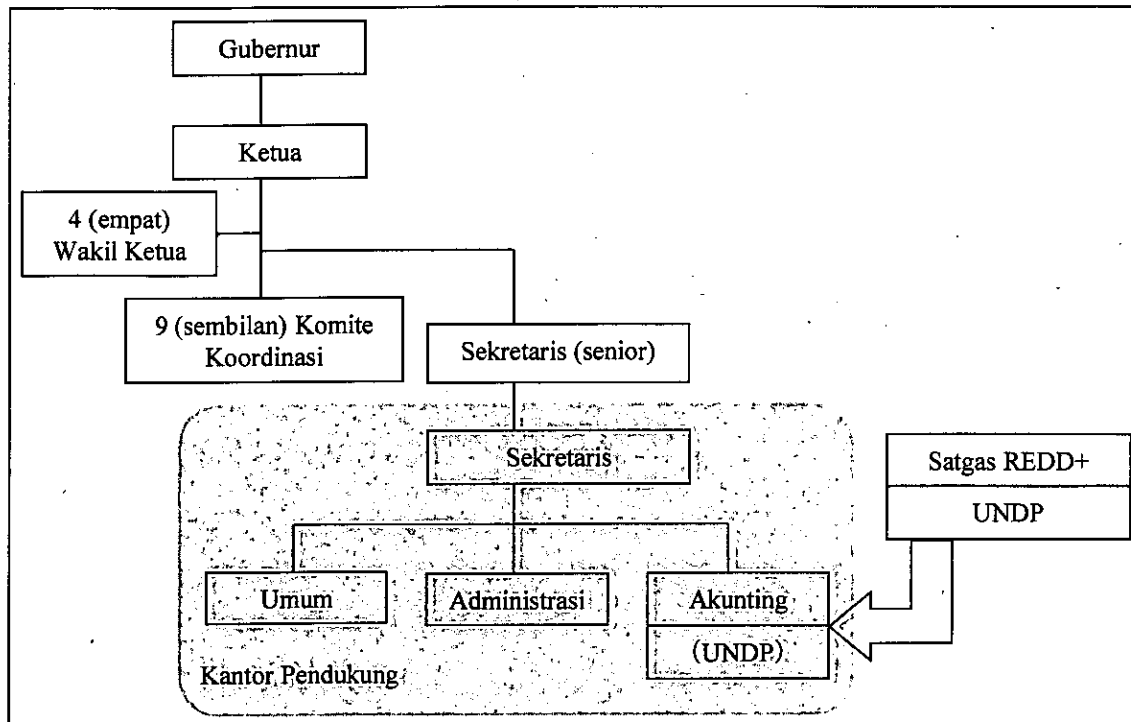 Gubernur
Ketua
4 (empat)
Wakil Ketua
9 (sembilan) Komite
Koordinasi
Sekretaris (senior)
Sekretaris
Satgas REDD+
UNDP
Umum
Administrasi
Akunting
(UNDP)
Kantor Pendukung